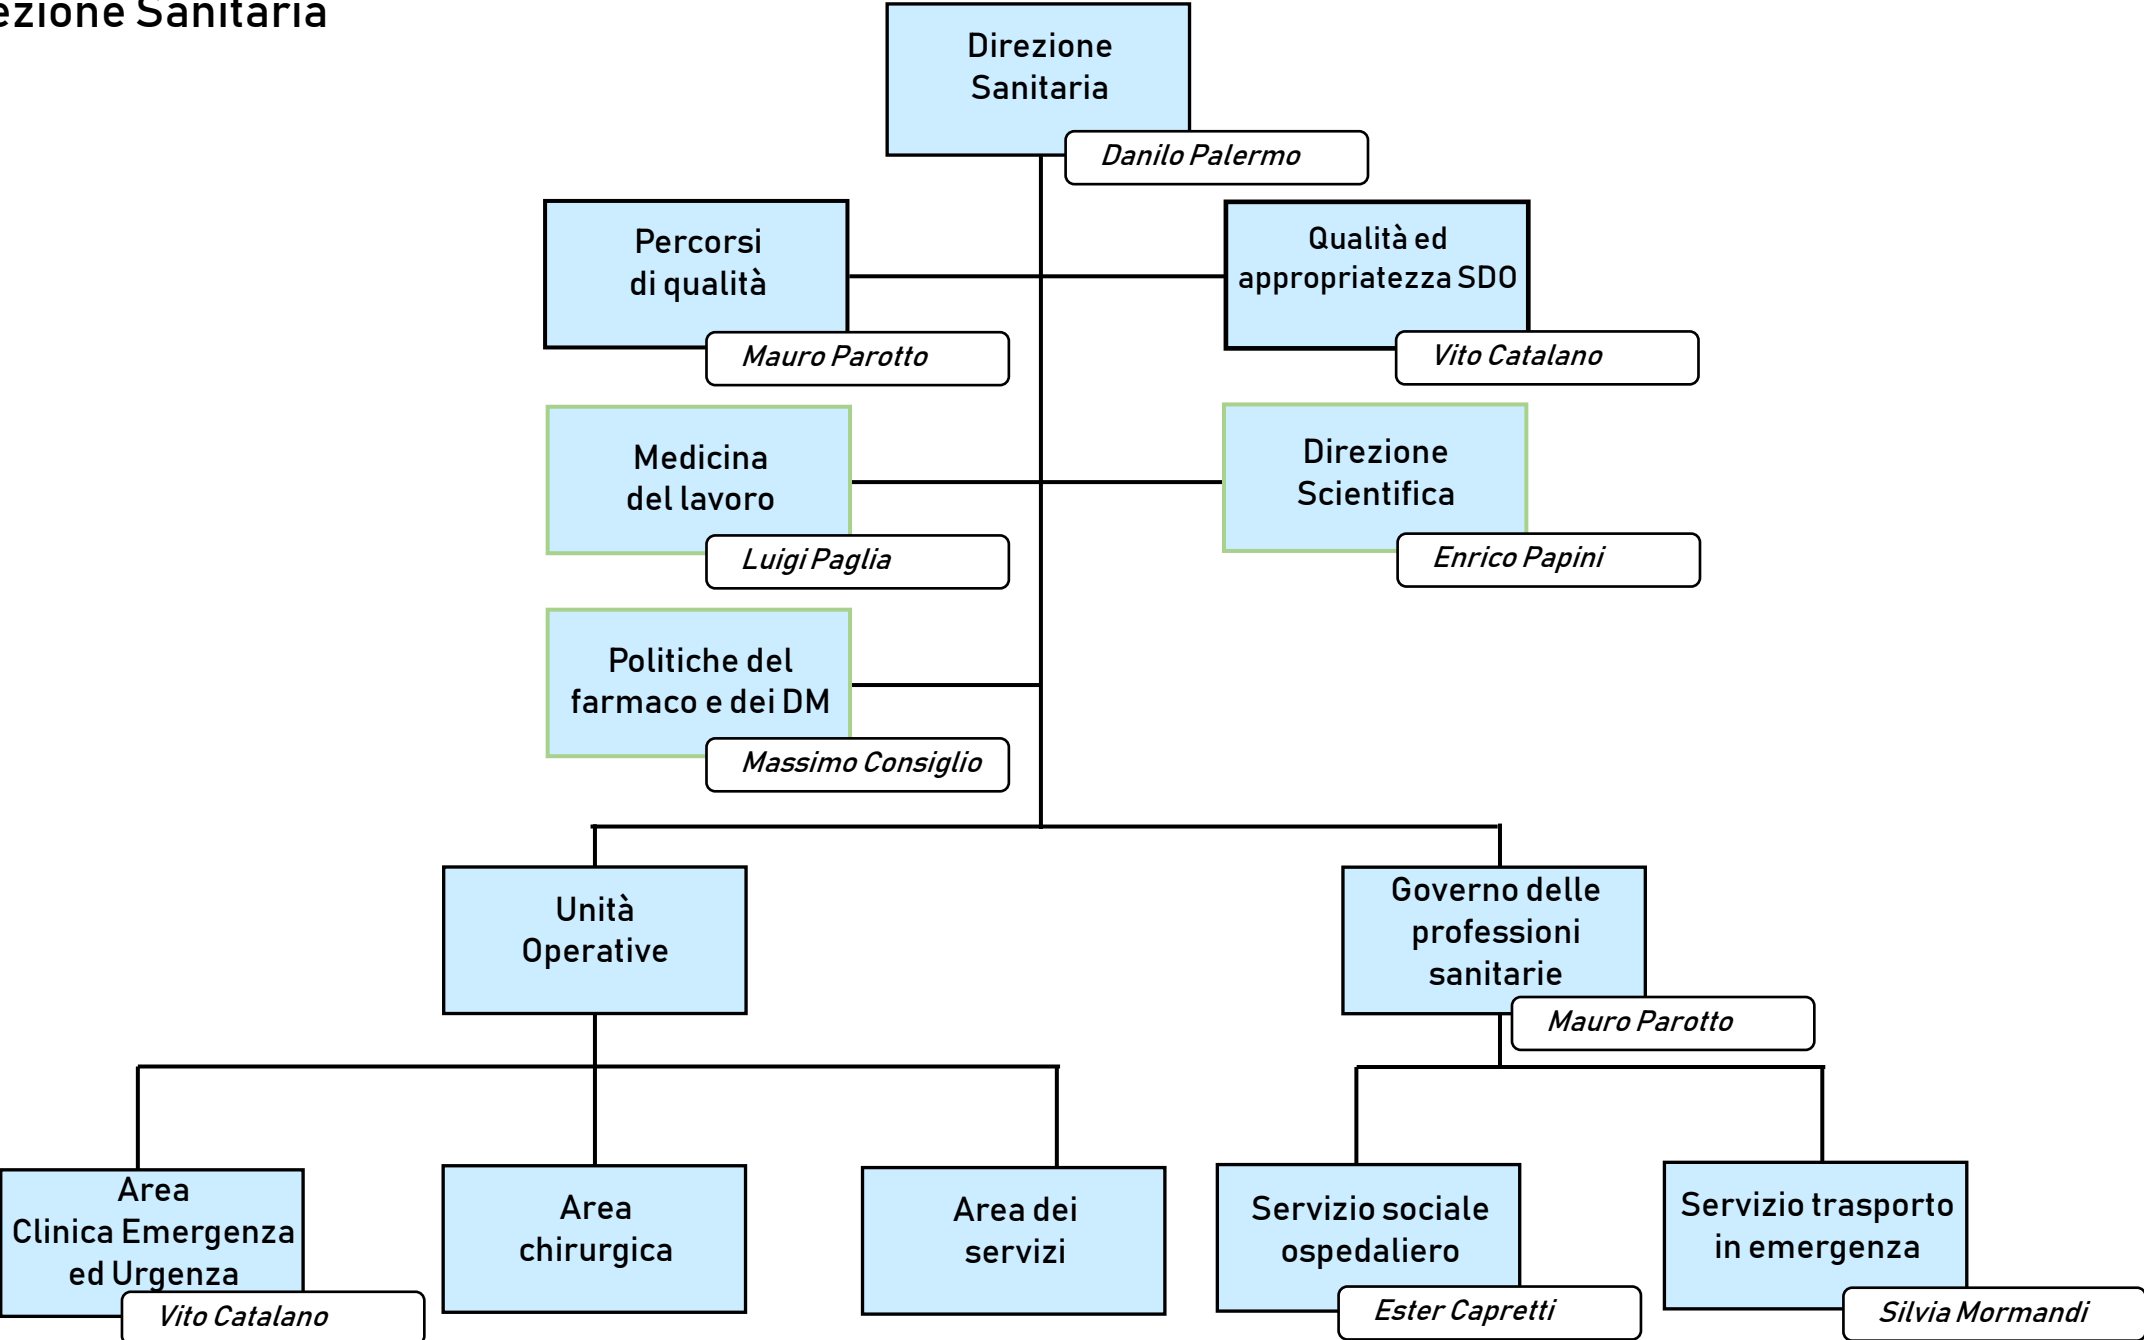 ezione Sanitaria
Direzione
Sanitaria
Danilo Palermo
Percorsi
di qualità
Mauro Parotto
Qualità ed
appropriatezza SDO
Vito Catalano
Medicina
del lavoro
Luigi Paglia
Direzione
Scientifica
Enrico Papini
Politiche del
farmaco e dei DM
Massimo Consiglio
Unità
Operative
Governo delle
professioni
sanitarie
Mauro Parotto
Area
Clinica Emergenza
ed Urgenza
Vito Catalano
Area
chirurgica
Area dei
servizi
Servizio sociale
ospedaliero
Ester Capretti
Servizio trasporto
in emergenza
Silvia Mormandi